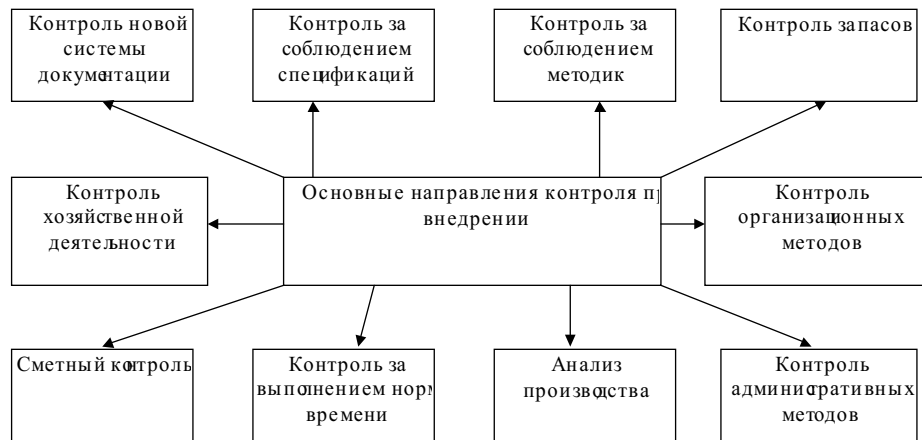 Контроль новой
системы
документации
Контроль за
соблюдением
спецификаций
Контроль за
соблюдением
методик
Контроль запасов
Контроль
хозяйственной
деятельности
Основные направления контроля п
внедрении
Контроль
организационных
методов
Сметный контроль
Контроль за
выполнением норм
времени
Анализ
производства
Контроль
административных
методов